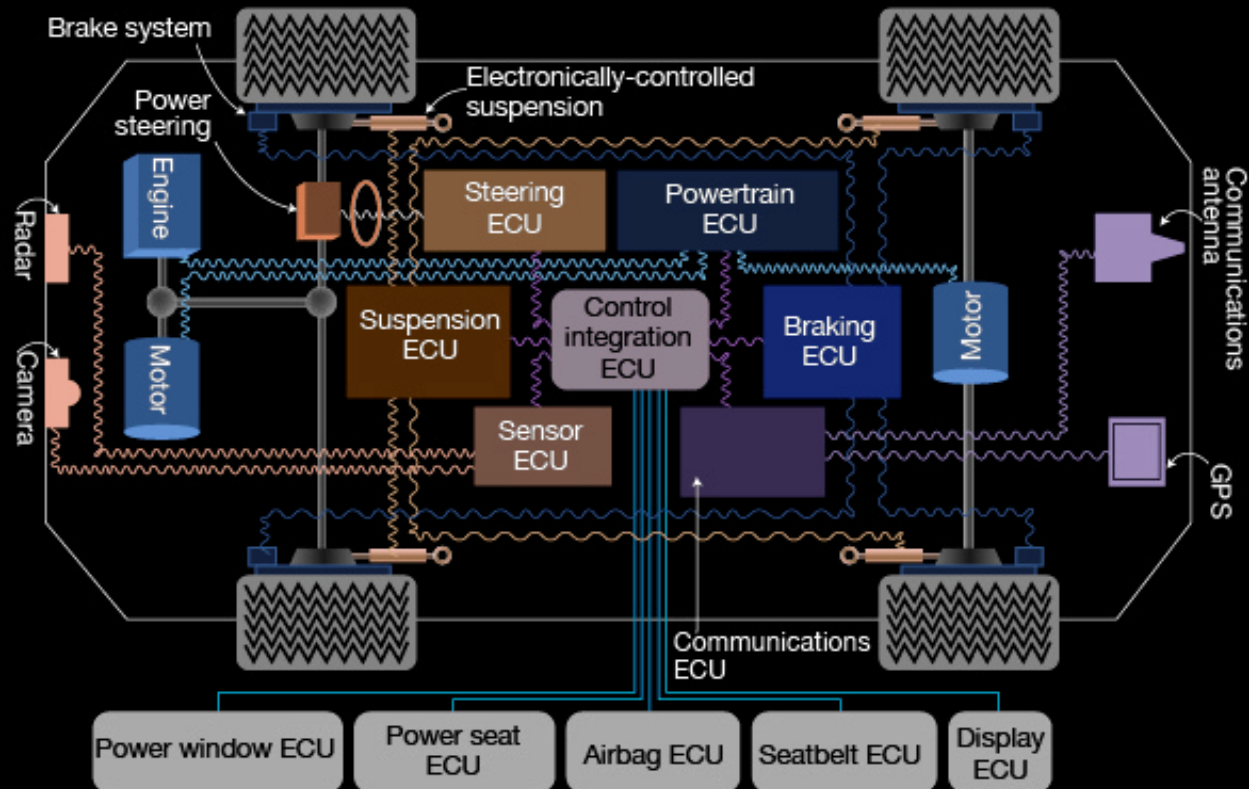 Brake system
Electronically-controlled
suspension
Power
steering
Engine
Steering
ECU
Powertrain
ECU
Communications
antenna
Radar
Suspension
ECU
Control
integration
ECU
Braking
ECU
Motor
Motor
Camera
Sensor
ECU
GPS
Communications
ECU
Power window ECU
Power seat
ECU
Airbag ECU
Seatbelt ECU
Display
ECU